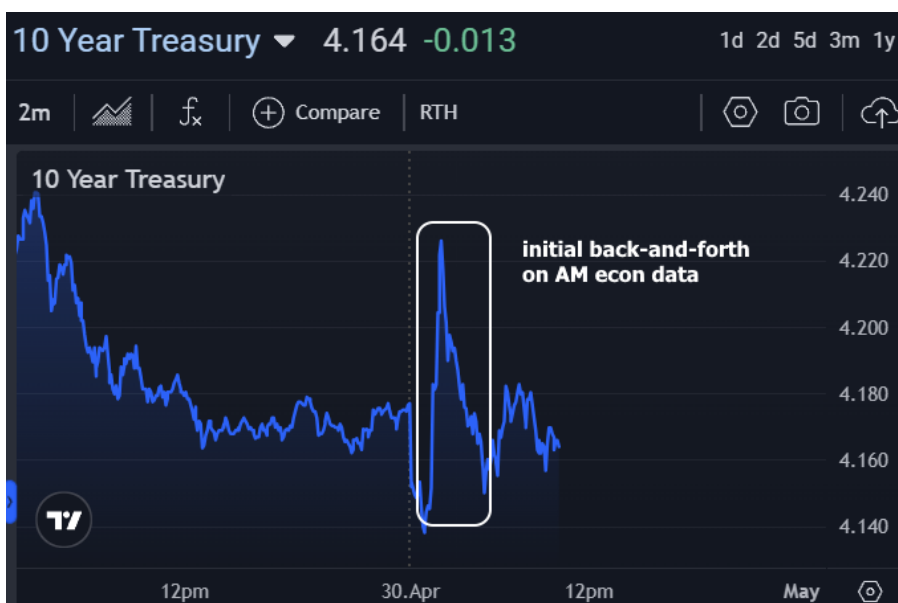 10 Year Treasury 4.164 -0.013 1d 2d 5d 3m 1y
2m fx Compare RTH
10 Year Treasury
4.240
initial back-and-forth
on AM econ data
4.220
4.200
4.180
4.160
4.140
12pm 30.Apr 12pm May